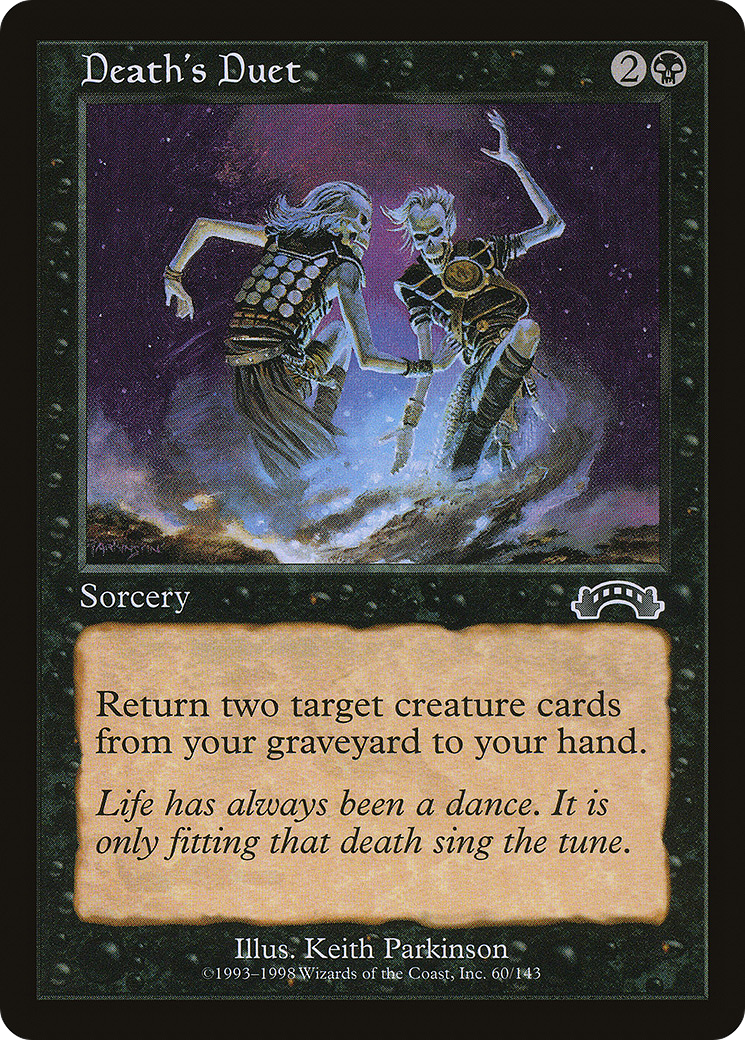 Death's Duet 2
PARKINSON
Sorcery
Return two target creature cards
from your graveyard to your hand.
Life has always been a dance. It is
only fitting that death sing the tune.
Illus. Keith Parkinson
©1993–1998 Wizards of the Coast, Inc. 60/143